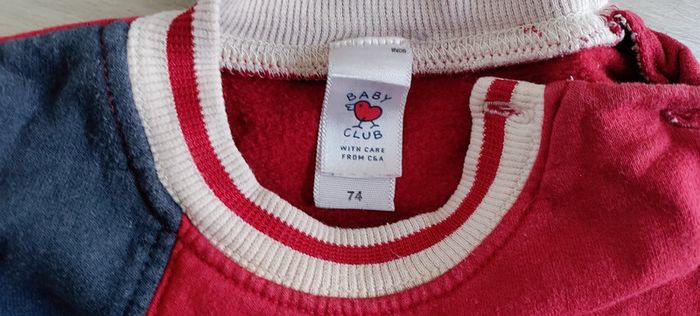 BABY
CLUB
WITH CARE
FROM C&A
74